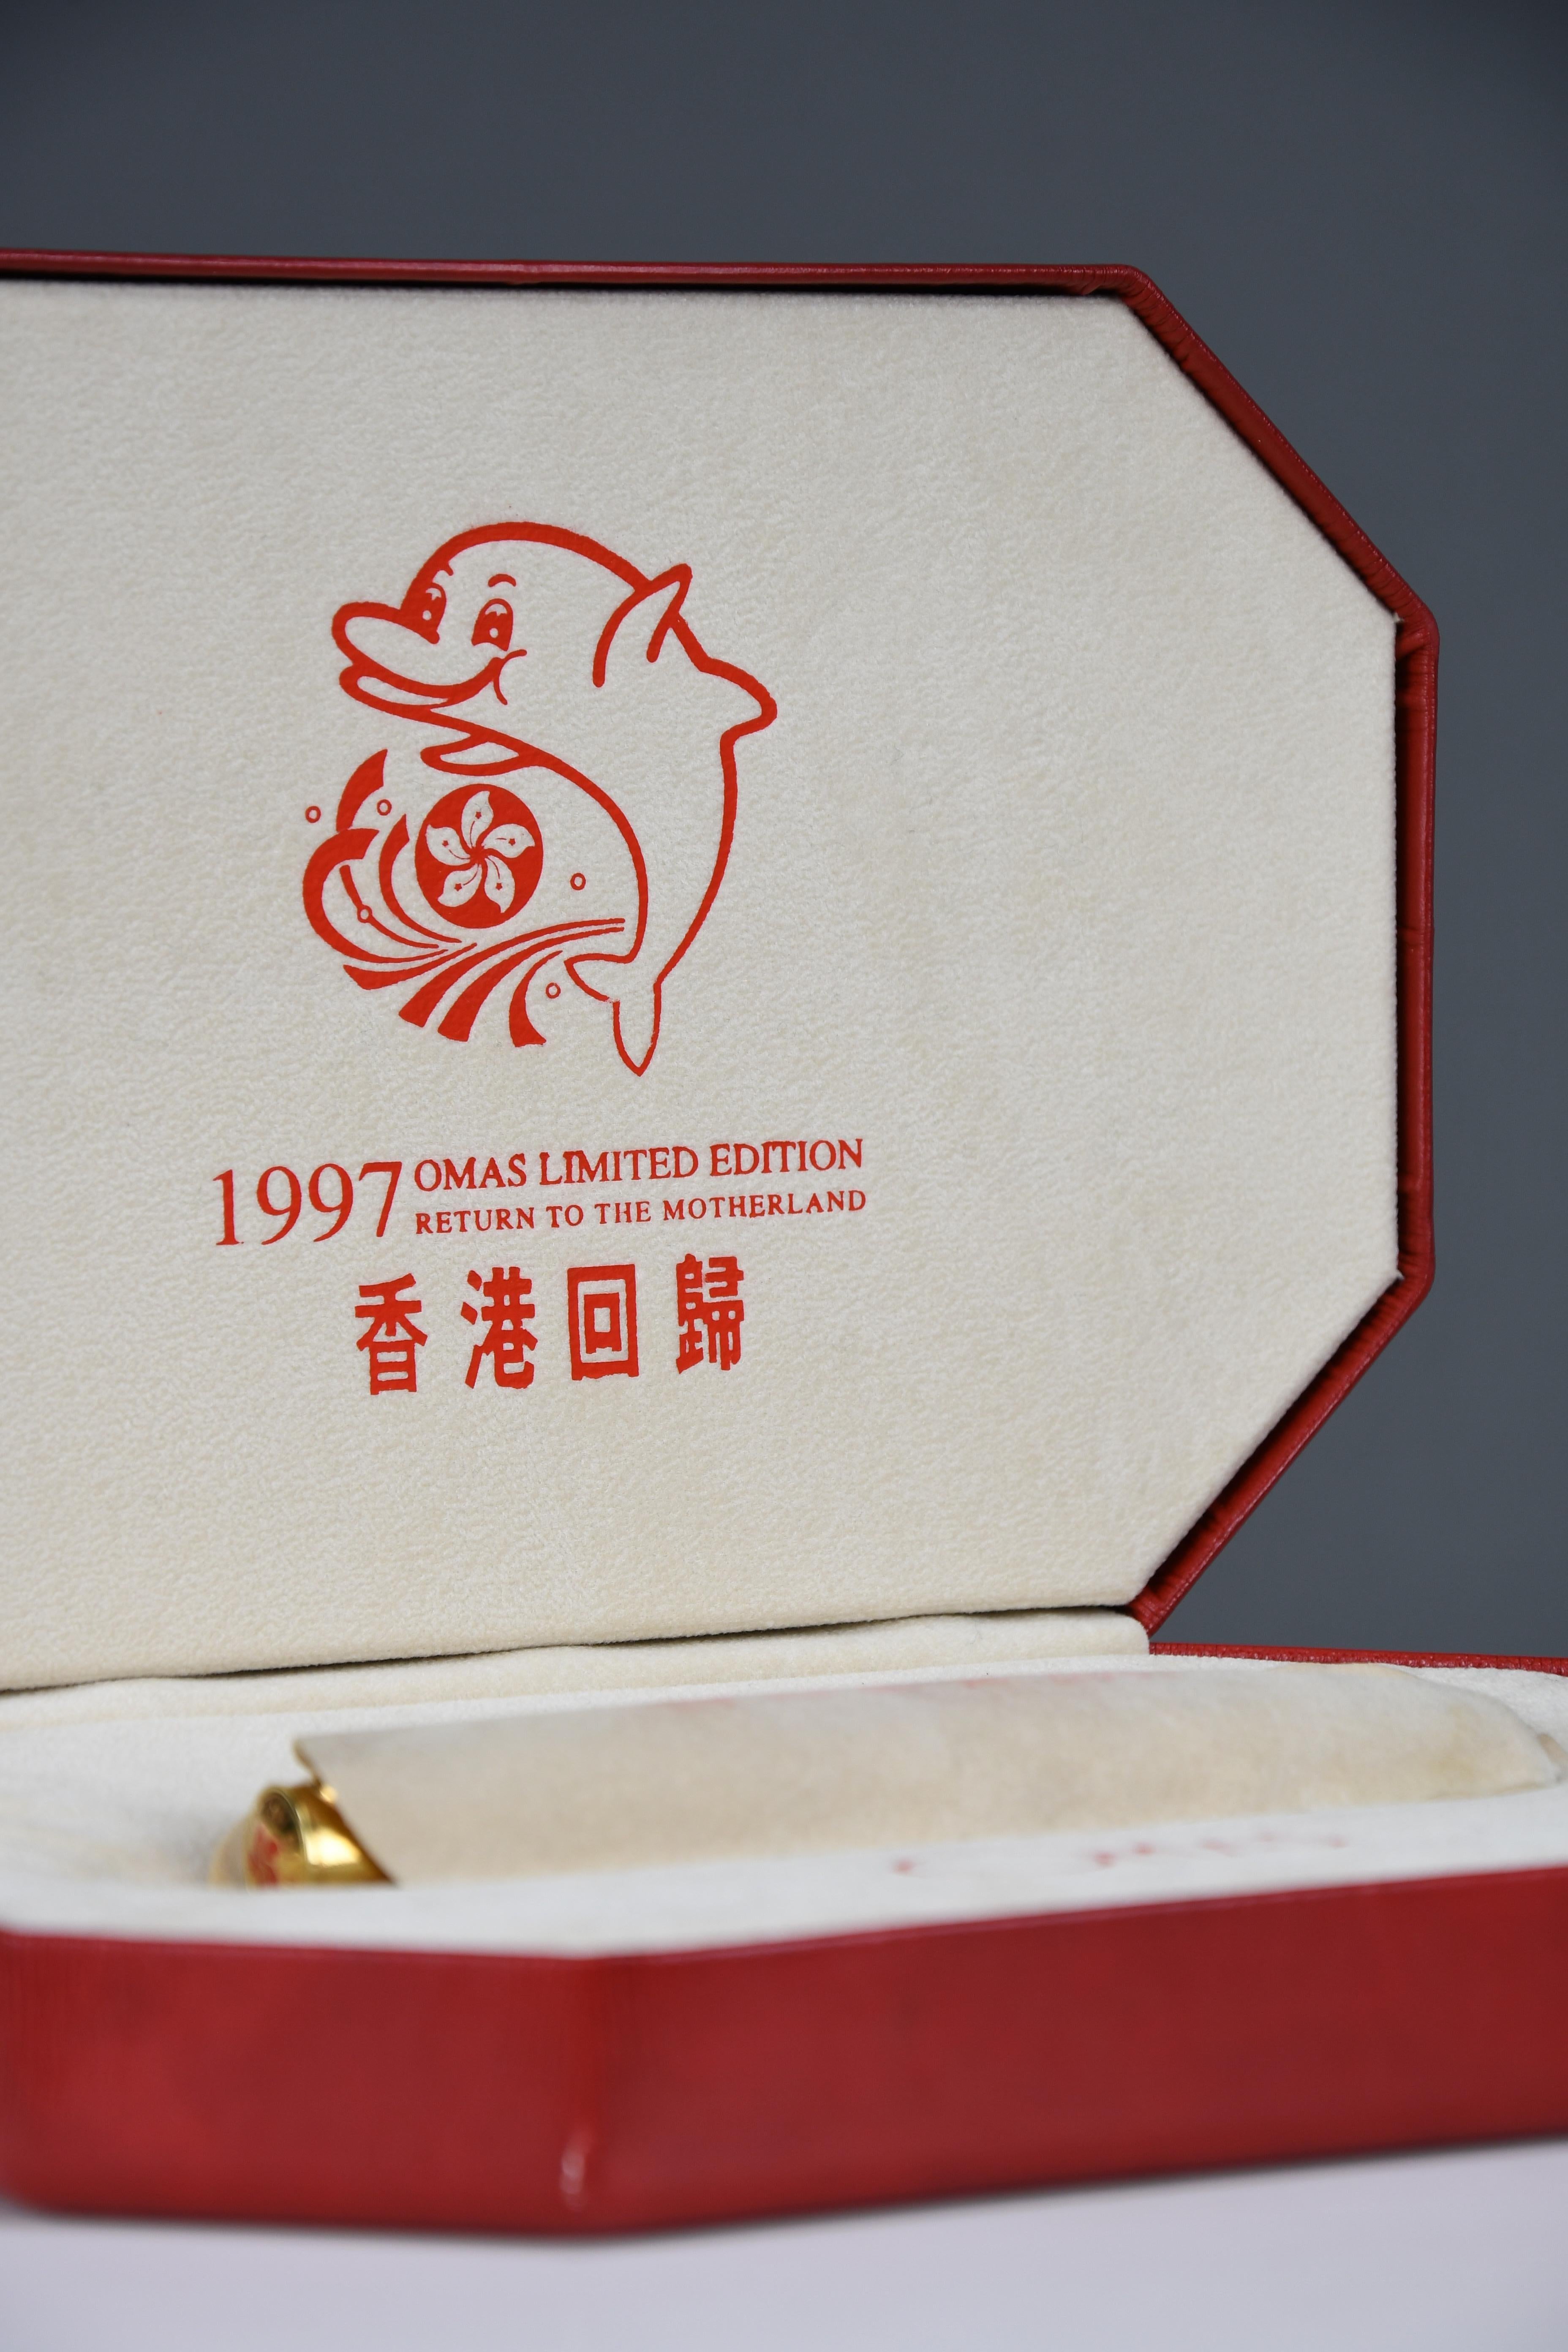 1997 OMAS LIMITED EDITION
RETURN TO THE MOTHERLAND
香港回歸